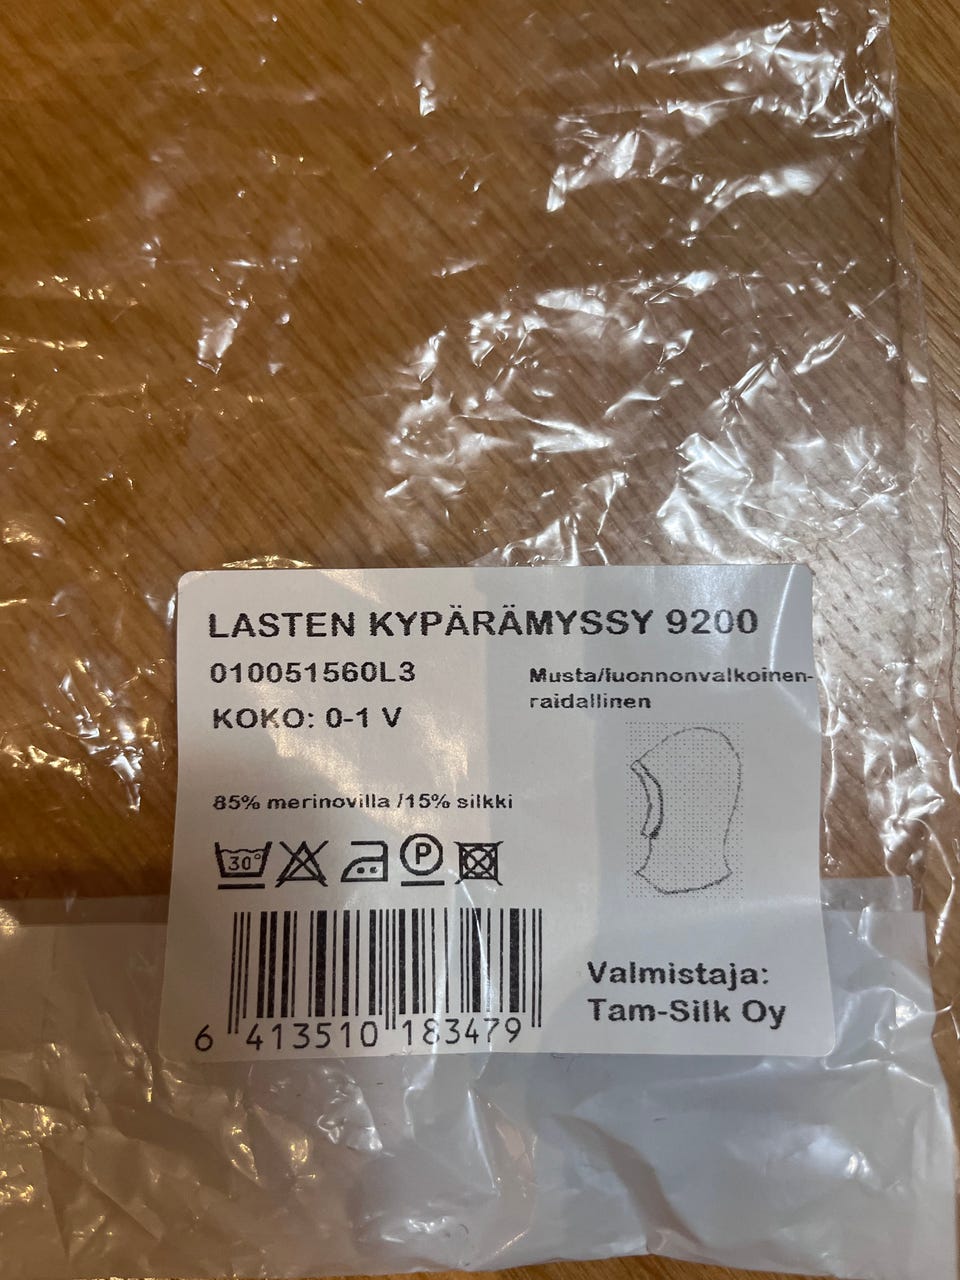 LASTEN KYPÄRÄMYSSY 9200
010051560L3
Musta/luonnonvalkoinen-
raidallinen
KOKO: 0-1 V
85% merinovilla /15% silkki
30°
P
6 413510 183479
Valmistaja:
Tam-Silk Oy